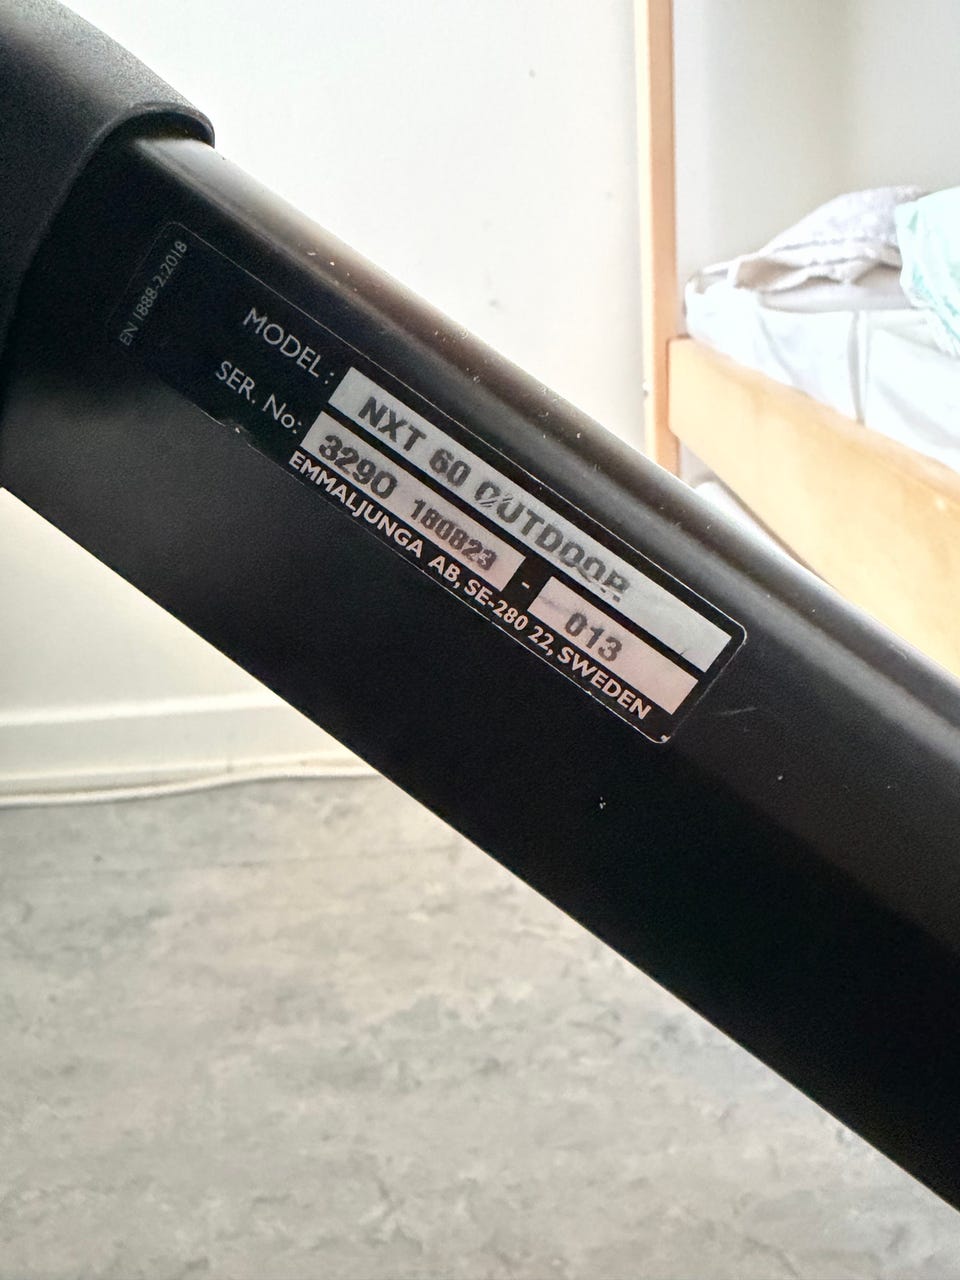 EN 1888-2:2018
MODEL: NXT 60 OUTDOOR
SER. No: 3290 180823 - 013
EMMALJUNGA AB, SE-280 22, SWEDEN